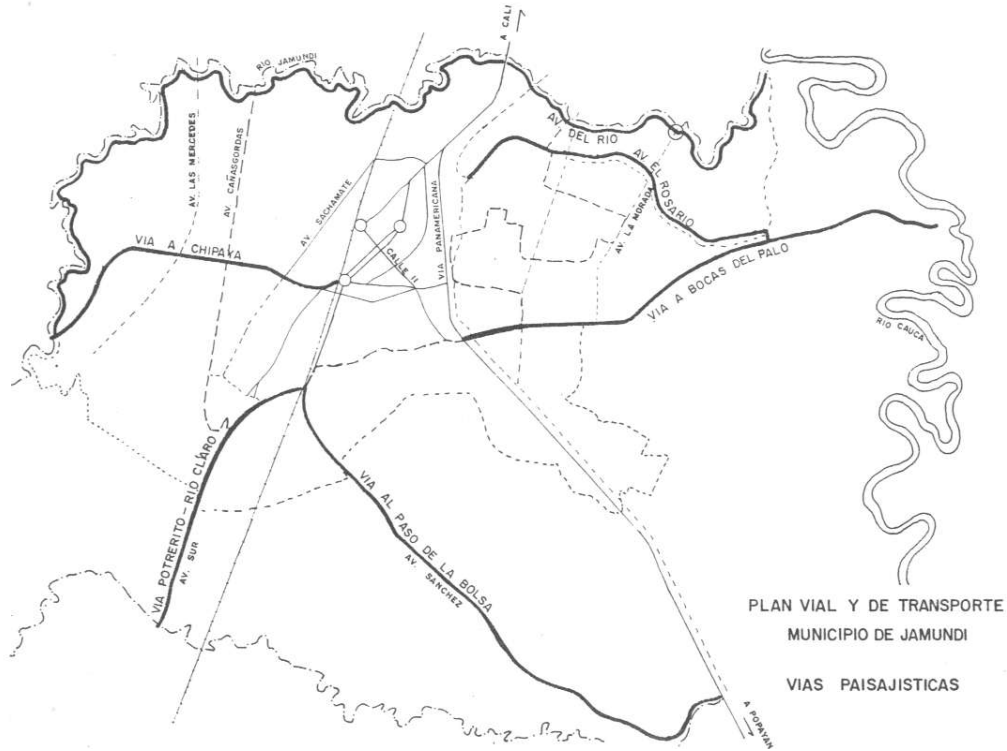 A CALI
RIO JAMUNDI
AV. LAS MERCEDES
AV. CAÑASGORDAS
AV. SACHAMATE
VIA PANAMERICANA
CALLE 11
AV. DEL RIO
AV. EL ROSARIO
AV. LA MORADA
VIA A CHIPAYA
VIA A BOCAS DEL PALO
RIO CAUCA
VIA POTRERITO - RIO CLARO
AV. SUR
VIA AL PASO DE LA BOLSA
AV. SANCHEZ
A POPAYAN
PLAN VIAL Y DE TRANSPORTE
MUNICIPIO DE JAMUNDI
VIAS PAISAJISTICAS